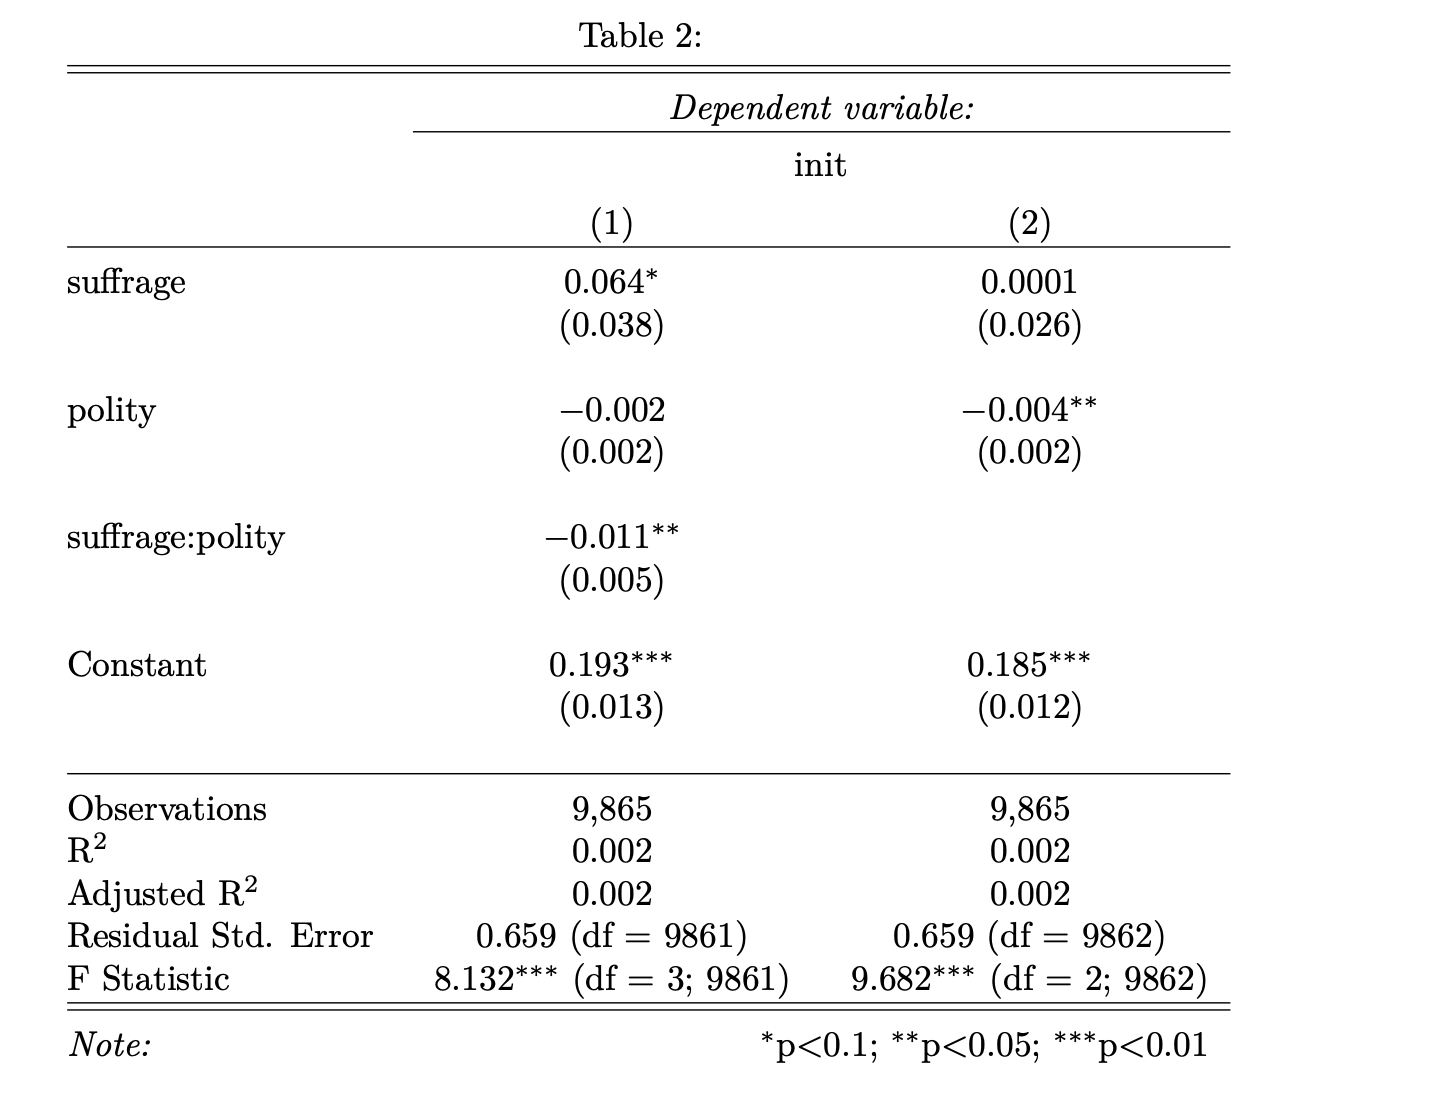 Table 2:
Dependent variable:
init
(1) (2)
suffrage 0.064* 0.0001
(0.038) (0.026)
polity −0.002 −0.004**
(0.002) (0.002)
suffrage:polity −0.011**
(0.005)
Constant 0.193*** 0.185***
(0.013) (0.012)
Observations 9,865 9,865
R² 0.002 0.002
Adjusted R² 0.002 0.002
Residual Std. Error 0.659 (df = 9861) 0.659 (df = 9862)
F Statistic 8.132*** (df = 3; 9861) 9.682*** (df = 2; 9862)
Note: *p<0.1; **p<0.05; ***p<0.01